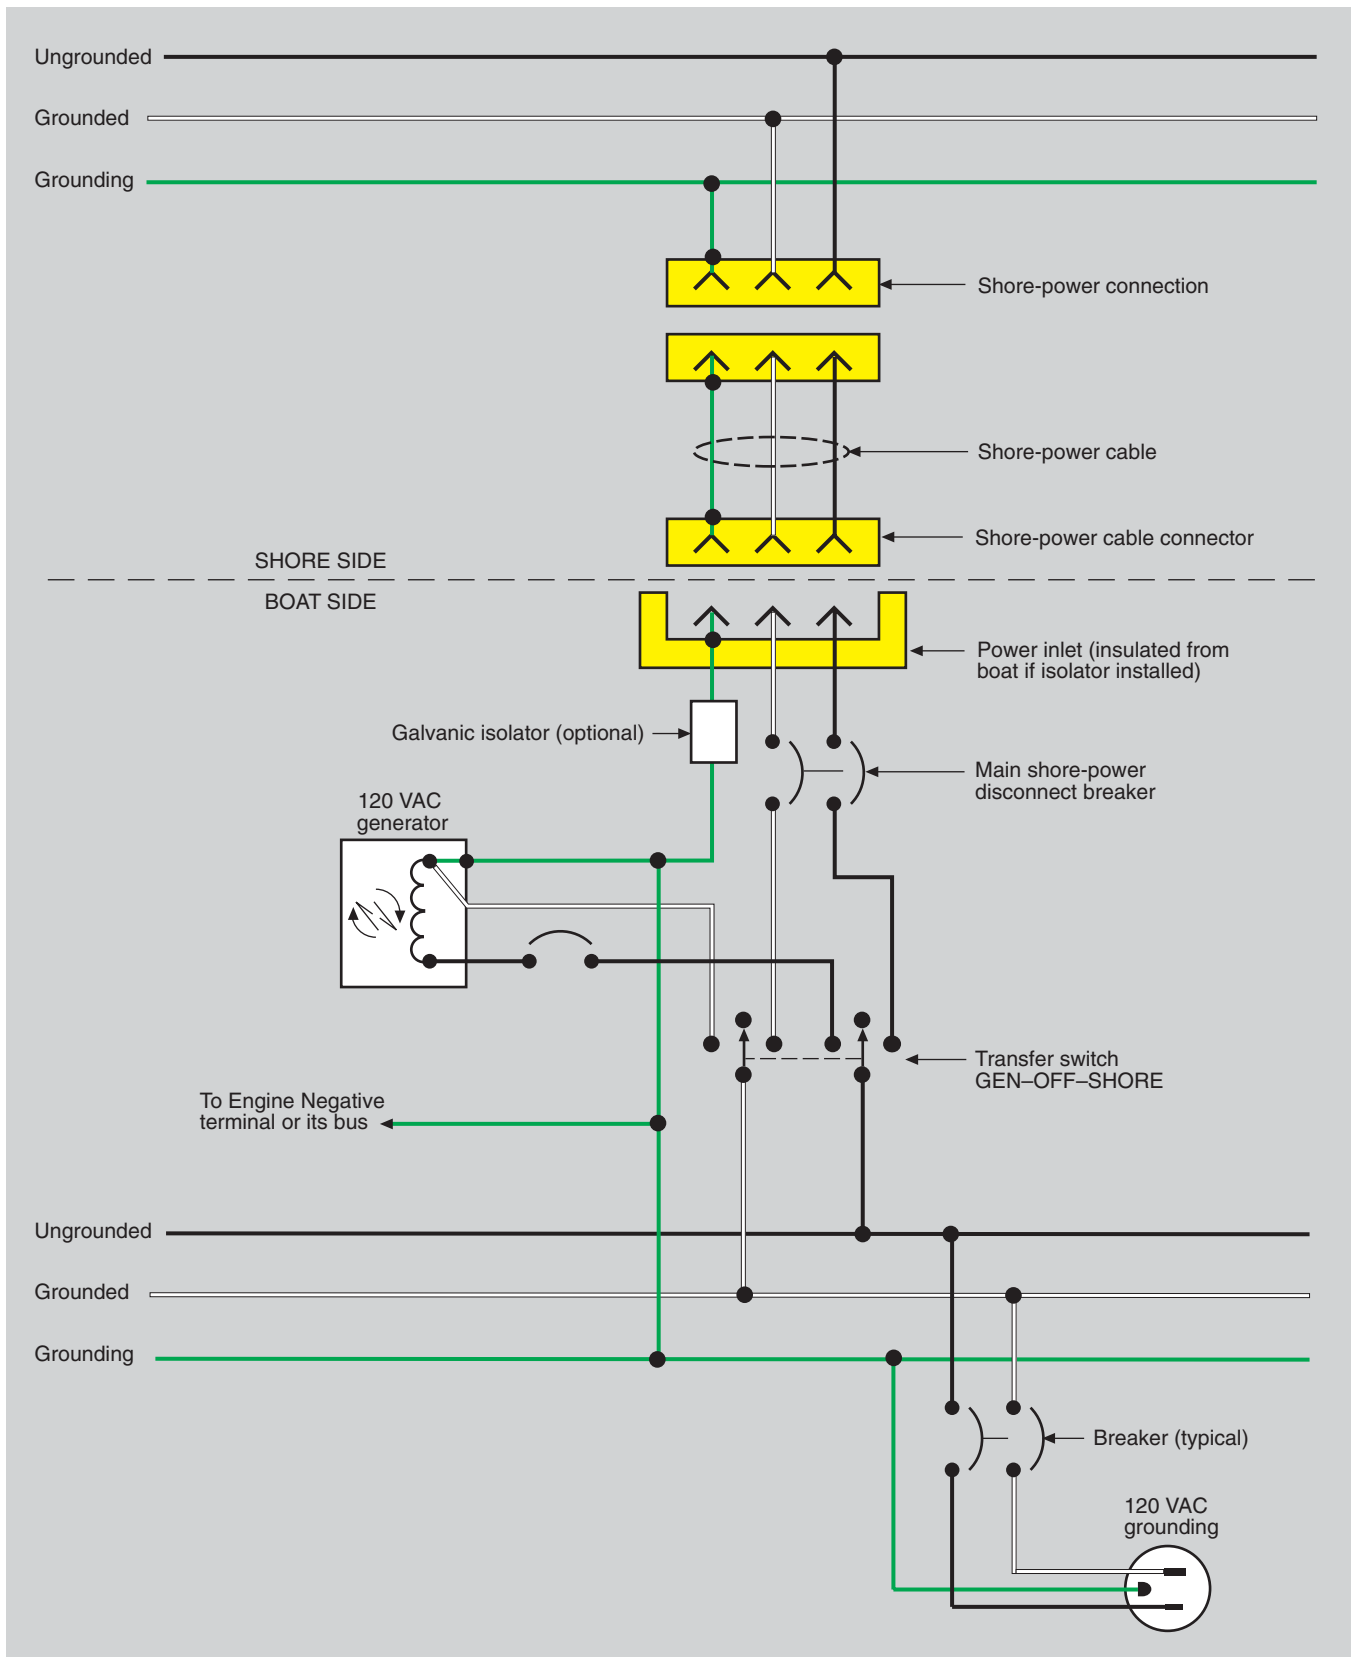 Ungrounded
Grounded
Grounding
Shore-power connection
Shore-power cable
Shore-power cable connector
SHORE SIDE
BOAT SIDE
Power inlet (insulated from
boat if isolator installed)
Galvanic isolator (optional)
Main shore-power
disconnect breaker
120 VAC
generator
Transfer switch
GEN–OFF–SHORE
To Engine Negative
terminal or its bus
Ungrounded
Grounded
Grounding
Breaker (typical)
120 VAC
grounding